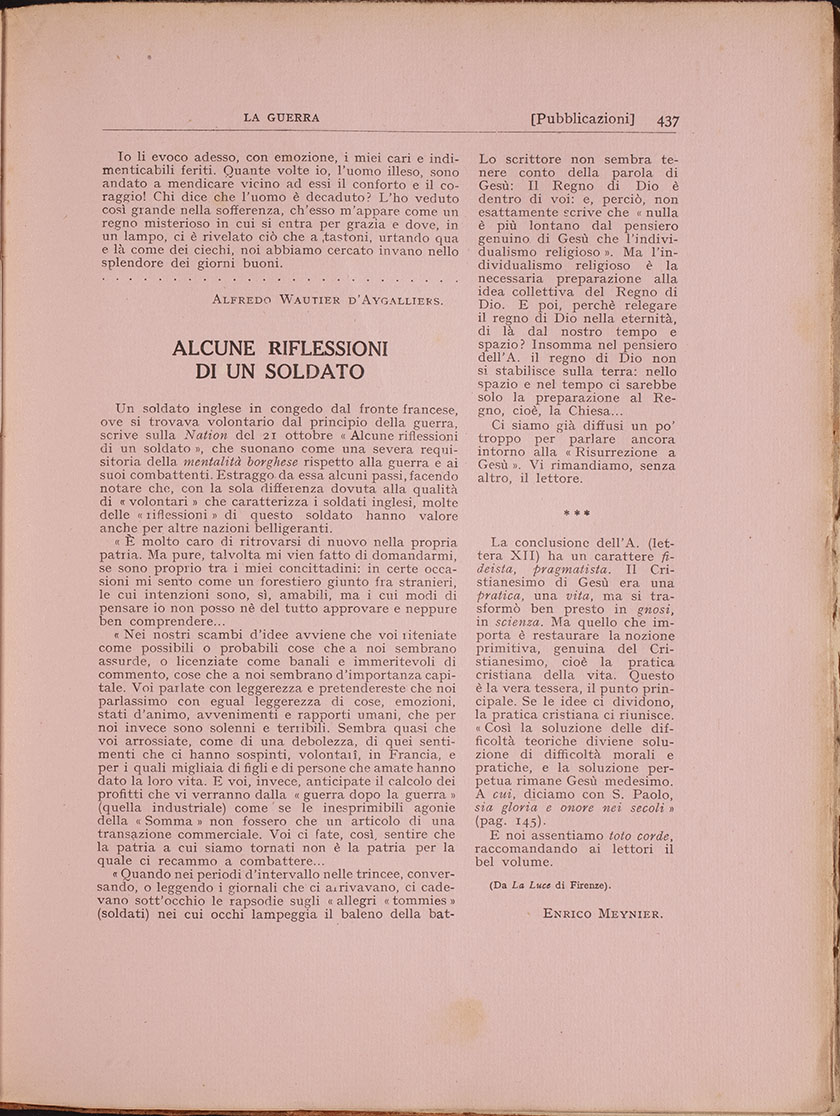 LA GUERRA [Pubblicazioni] 437
Io li evoco adesso, con emozione, i miei cari e indi-
menticabili feriti. Quante volte io, l'uomo illeso, sono
andato a mendicare vicino ad essi il conforto e il co-
raggio! Chi dice che l'uomo è decaduto? L'ho veduto
così grande nella sofferenza, ch'esso m'appare come un
regno misterioso in cui si entra per grazia e dove, in
un lampo, ci è rivelato ciò che a tastoni, urtando qua
e là come dei ciechi, noi abbiamo cercato invano nello
splendore dei giorni buoni.
. . . . . . . . . . . . . . . . . . . . . . . . . .
ALFREDO WAUTIER D'AYGALLIERS.
ALCUNE RIFLESSIONI
DI UN SOLDATO
Un soldato inglese in congedo dal fronte francese,
ove si trovava volontario dal principio della guerra,
scrive sulla Nation del 21 ottobre « Alcune riflessioni
di un soldato », che suonano come una severa requi-
sitoria della mentalità borghese rispetto alla guerra e ai
suoi combattenti. Estraggo da essa alcuni passi, facendo
notare che, con la sola differenza dovuta alla qualità
di « volontari » che caratterizza i soldati inglesi, molte
delle « riflessioni » di questo soldato hanno valore
anche per altre nazioni belligeranti.
« È molto caro di ritrovarsi di nuovo nella propria
patria. Ma pure, talvolta mi vien fatto di domandarmi,
se sono proprio tra i miei concittadini: in certe occa-
sioni mi sento come un forestiero giunto fra stranieri,
le cui intenzioni sono, sì, amabili, ma i cui modi di
pensare io non posso nè del tutto approvare e neppure
ben comprendere...
« Nei nostri scambi d'idee avviene che voi riteniate
come possibili o probabili cose che a noi sembrano
assurde, o licenziate come banali e immeritevoli di
commento, cose che a noi sembrano d'importanza capi-
tale. Voi parlate con leggerezza e pretendereste che noi
parlassimo con egual leggerezza di cose, emozioni,
stati d'animo, avvenimenti e rapporti umani, che per
noi invece sono solenni e terribili. Sembra quasi che
voi arrossiate, come di una debolezza, di quei senti-
menti che ci hanno sospinti, volontarî, in Francia, e
per i quali migliaia di figli e di persone che amate hanno
dato la loro vita. E voi, invece, anticipate il calcolo dei
profitti che vi verranno dalla « guerra dopo la guerra »
(quella industriale) come se le inesprimibili agonie
della « Somma » non fossero che un articolo di una
transazione commerciale. Voi ci fate, così, sentire che
la patria a cui siamo tornati non è la patria per la
quale ci recammo a combattere...
« Quando nei periodi d'intervallo nelle trincee, conver-
sando, o leggendo i giornali che ci arrivavano, ci cade-
vano sott'occhio le rapsodie sugli « allegri « tommies »
(soldati) nei cui occhi lampeggia il baleno della bat-
Lo scrittore non sembra te-
nere conto della parola di
Gesù: Il Regno di Dio è
dentro di voi: e, perciò, non
esattamente scrive che « nulla
è più lontano dal pensiero
genuino di Gesù che l'indivi-
dualismo religioso ». Ma l'in-
dividualismo religioso è la
necessaria preparazione alla
idea collettiva del Regno di
Dio. E poi, perchè relegare
il regno di Dio nella eternità,
di là dal nostro tempo e
spazio? Insomma nel pensiero
dell'A. il regno di Dio non
si stabilisce sulla terra: nello
spazio e nel tempo ci sarebbe
solo la preparazione al Re-
gno, cioè, la Chiesa...
Ci siamo già diffusi un po'
troppo per parlare ancora
intorno alla « Risurrezione a
Gesù ». Vi rimandiamo, senza
altro, il lettore.
* * *
La conclusione dell'A. (let-
tera XII) ha un carattere fi-
deista, pragmatista. Il Cri-
stianesimo di Gesù era una
pratica, una vita, ma si tra-
sformò ben presto in gnosi,
in scienza. Ma quello che im-
porta è restaurare la nozione
primitiva, genuina del Cri-
stianesimo, cioè la pratica
cristiana della vita. Questo
è la vera tessera, il punto prin-
cipale. Se le idee ci dividono,
la pratica cristiana ci riunisce.
« Così la soluzione delle dif-
ficoltà teoriche diviene solu-
zione di difficoltà morali e
pratiche, e la soluzione per-
petua rimane Gesù medesimo.
A cui, diciamo con S. Paolo,
sia gloria e onore nei secoli »
(pag. 145).
E noi assentiamo toto corde,
raccomandando ai lettori il
bel volume.
(Da La Luce di Firenze).
ENRICO MEYNIER.